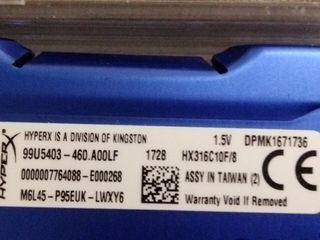 HYPERX
HYPERX IS A DIVISION OF KINGSTON
1.5V DPMK1671736
99U5403-460.A00LF 1728 HX316C10F/8
0000007764088-E000268 ASSY IN TAIWAN (2)
M6L45-P95EUK-LWXY6 Warranty Void If Removed